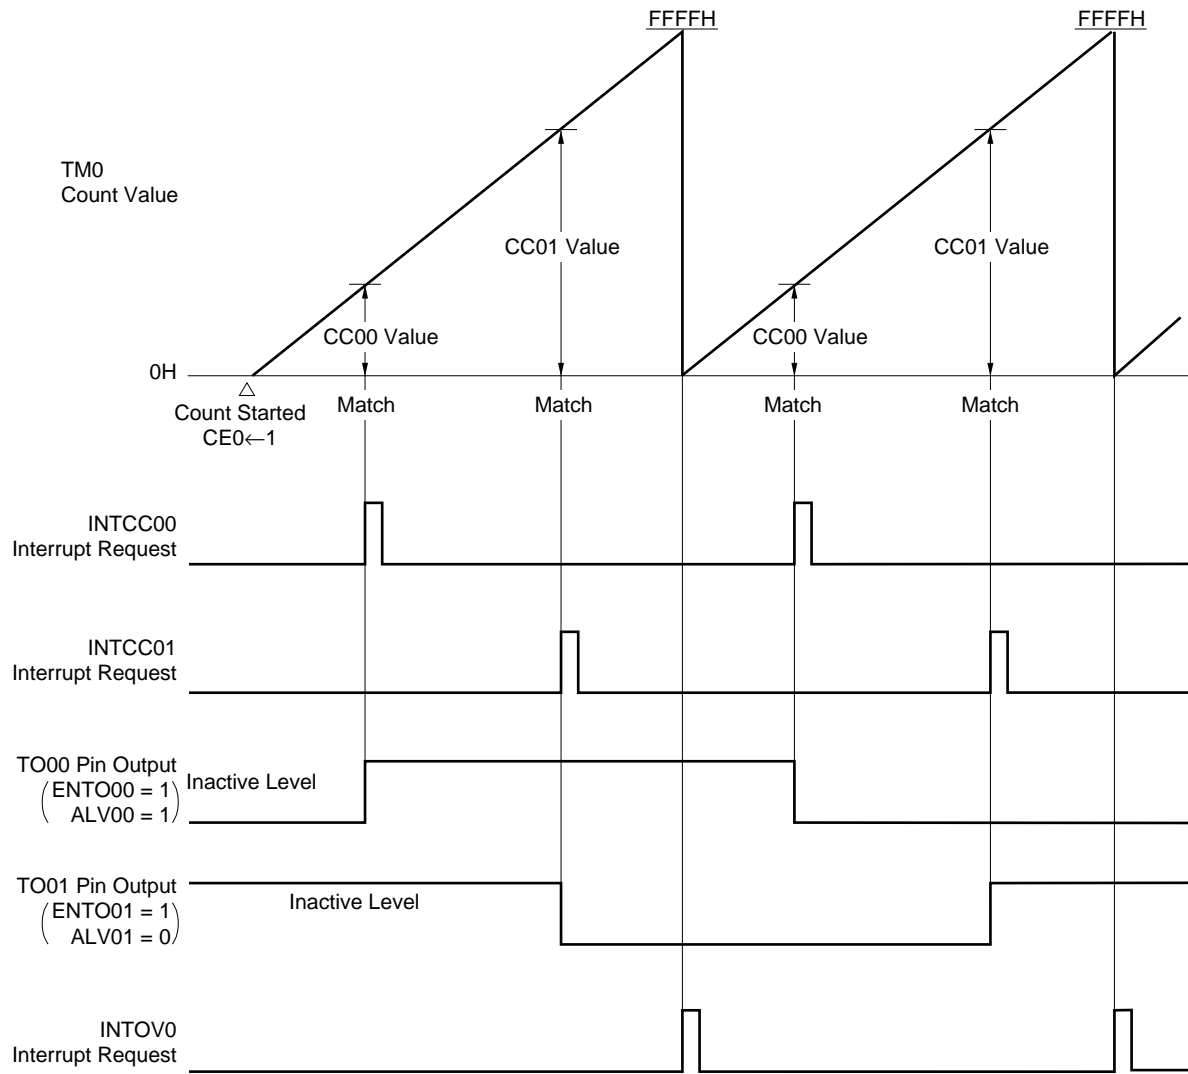 FFFFH
FFFFH
TM0
Count Value
CC01 Value
CC01 Value
CC00 Value
CC00 Value
0H
Count Started
CE0←1
Match
Match
Match
Match
INTCC00
Interrupt Request
INTCC01
Interrupt Request
TO00 Pin Output
(ENTO00 = 1
ALV00 = 1)
Inactive Level
TO01 Pin Output
(ENTO01 = 1
ALV01 = 0)
Inactive Level
INTOV0
Interrupt Request